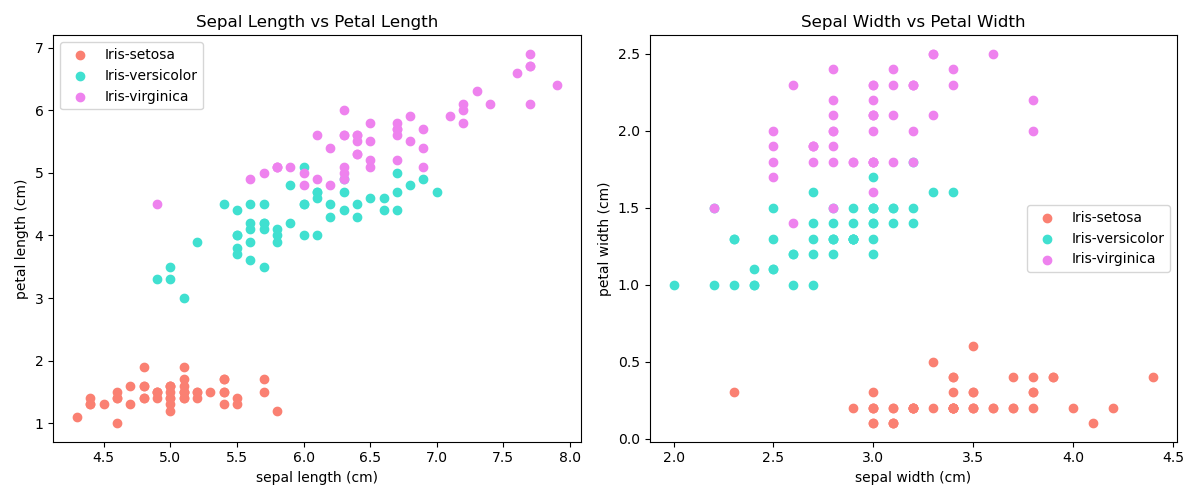 Sepal Length vs Petal Length
Iris-setosa
Iris-versicolor
Iris-virginica
7
6
5
4
3
2
1
petal length (cm)
4.5 5.0 5.5 6.0 6.5 7.0 7.5 8.0
sepal length (cm)
Sepal Width vs Petal Width
2.5
2.0
1.5
1.0
0.5
0.0
petal width (cm)
Iris-setosa
Iris-versicolor
Iris-virginica
2.0 2.5 3.0 3.5 4.0 4.5
sepal width (cm)